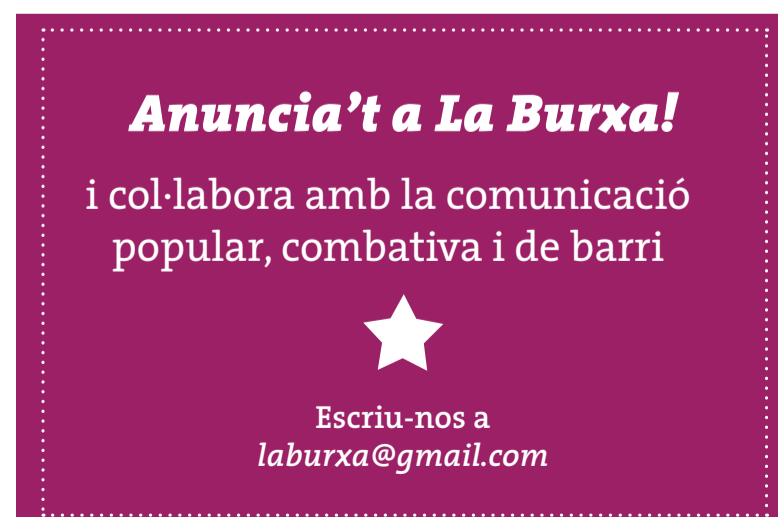 Anuncia’t a La Burxa!
i col·labora amb la comunicació
popular, combativa i de barri
Escriu-nos a
laburxa@gmail.com